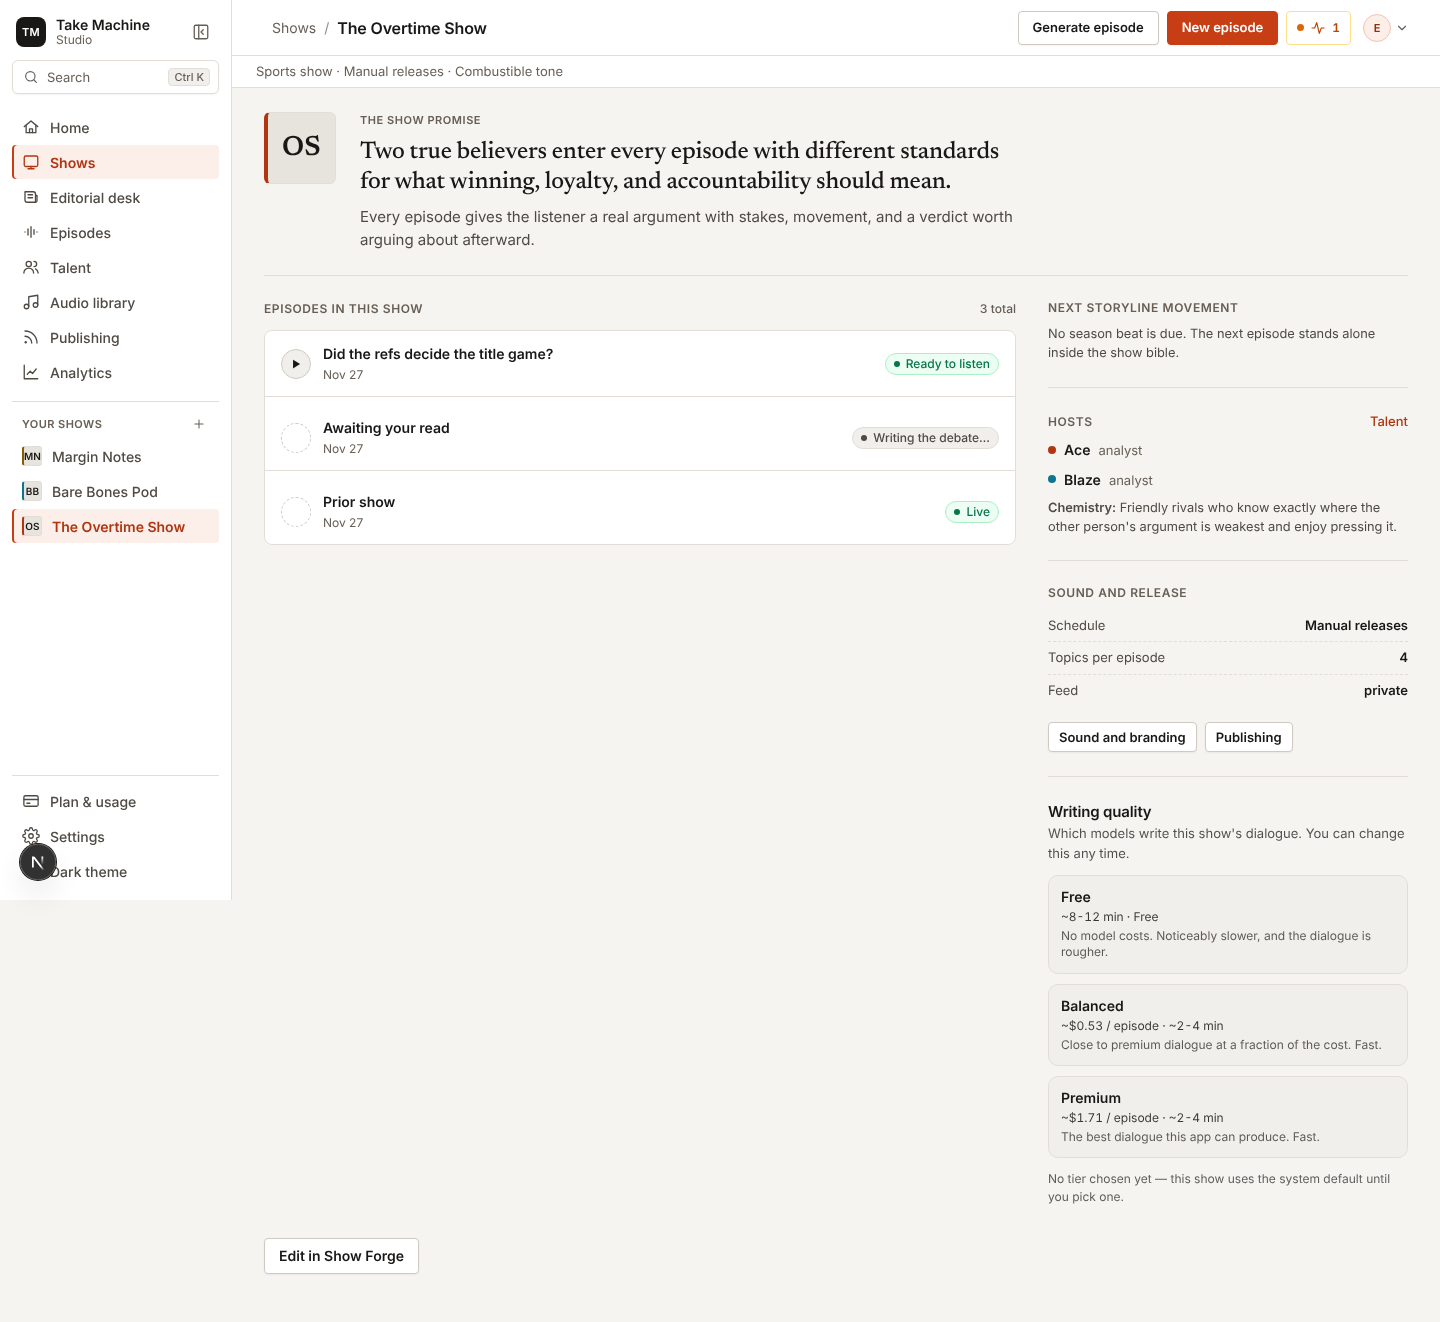 TM
Take Machine
Studio
Search
Ctrl K
Home
Shows
Editorial desk
Episodes
Talent
Audio library
Publishing
Analytics
YOUR SHOWS
MN
Margin Notes
BB
Bare Bones Pod
OS
The Overtime Show
Plan & usage
Settings
N
Dark theme
Shows / The Overtime Show
Generate episode
New episode
1
E
Sports show · Manual releases · Combustible tone
OS
THE SHOW PROMISE
Two true believers enter every episode with different standards
for what winning, loyalty, and accountability should mean.
Every episode gives the listener a real argument with stakes, movement, and a verdict worth
arguing about afterward.
EPISODES IN THIS SHOW
3 total
Did the refs decide the title game?
Nov 27
Ready to listen
Awaiting your read
Nov 27
Writing the debate…
Prior show
Nov 27
Live
NEXT STORYLINE MOVEMENT
No season beat is due. The next episode stands alone
inside the show bible.
HOSTS
Talent
Ace analyst
Blaze analyst
Chemistry: Friendly rivals who know exactly where the
other person's argument is weakest and enjoy pressing it.
SOUND AND RELEASE
Schedule
Manual releases
Topics per episode
4
Feed
private
Sound and branding
Publishing
Writing quality
Which models write this show's dialogue. You can change
this any time.
Free
~8-12 min · Free
No model costs. Noticeably slower, and the dialogue is
rougher.
Balanced
~$0.53 / episode · ~2-4 min
Close to premium dialogue at a fraction of the cost. Fast.
Premium
~$1.71 / episode · ~2-4 min
The best dialogue this app can produce. Fast.
No tier chosen yet — this show uses the system default until
you pick one.
Edit in Show Forge